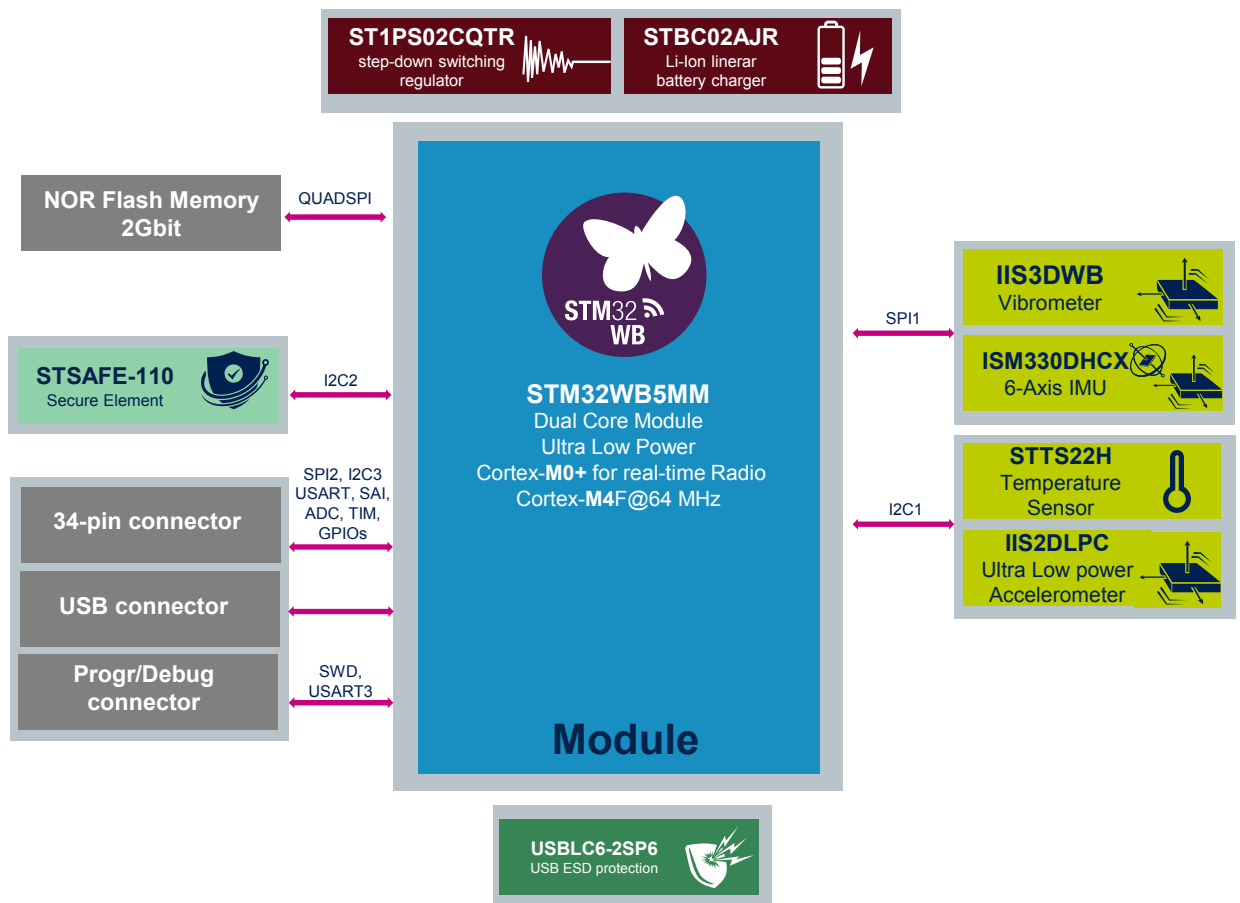 ST1PS02CQTR
step-down switching
regulator
STBC02AJR
Li-Ion linerar
battery charger
NOR Flash Memory
2Gbit
QUADSPI
STSAFE-110
Secure Element
I2C2
34-pin connector
SPI2, I2C3
USART, SAI,
ADC, TIM,
GPIOs
USB connector
Progr/Debug
connector
SWD,
USART3
STM32
WB
STM32WB5MM
Dual Core Module
Ultra Low Power
Cortex-M0+ for real-time Radio
Cortex-M4F@64 MHz
Module
SPI1
IIS3DWB
Vibrometer
ISM330DHCX
6-Axis IMU
I2C1
STTS22H
Temperature
Sensor
IIS2DLPC
Ultra Low power
Accelerometer
USBLC6-2SP6
USB ESD protection